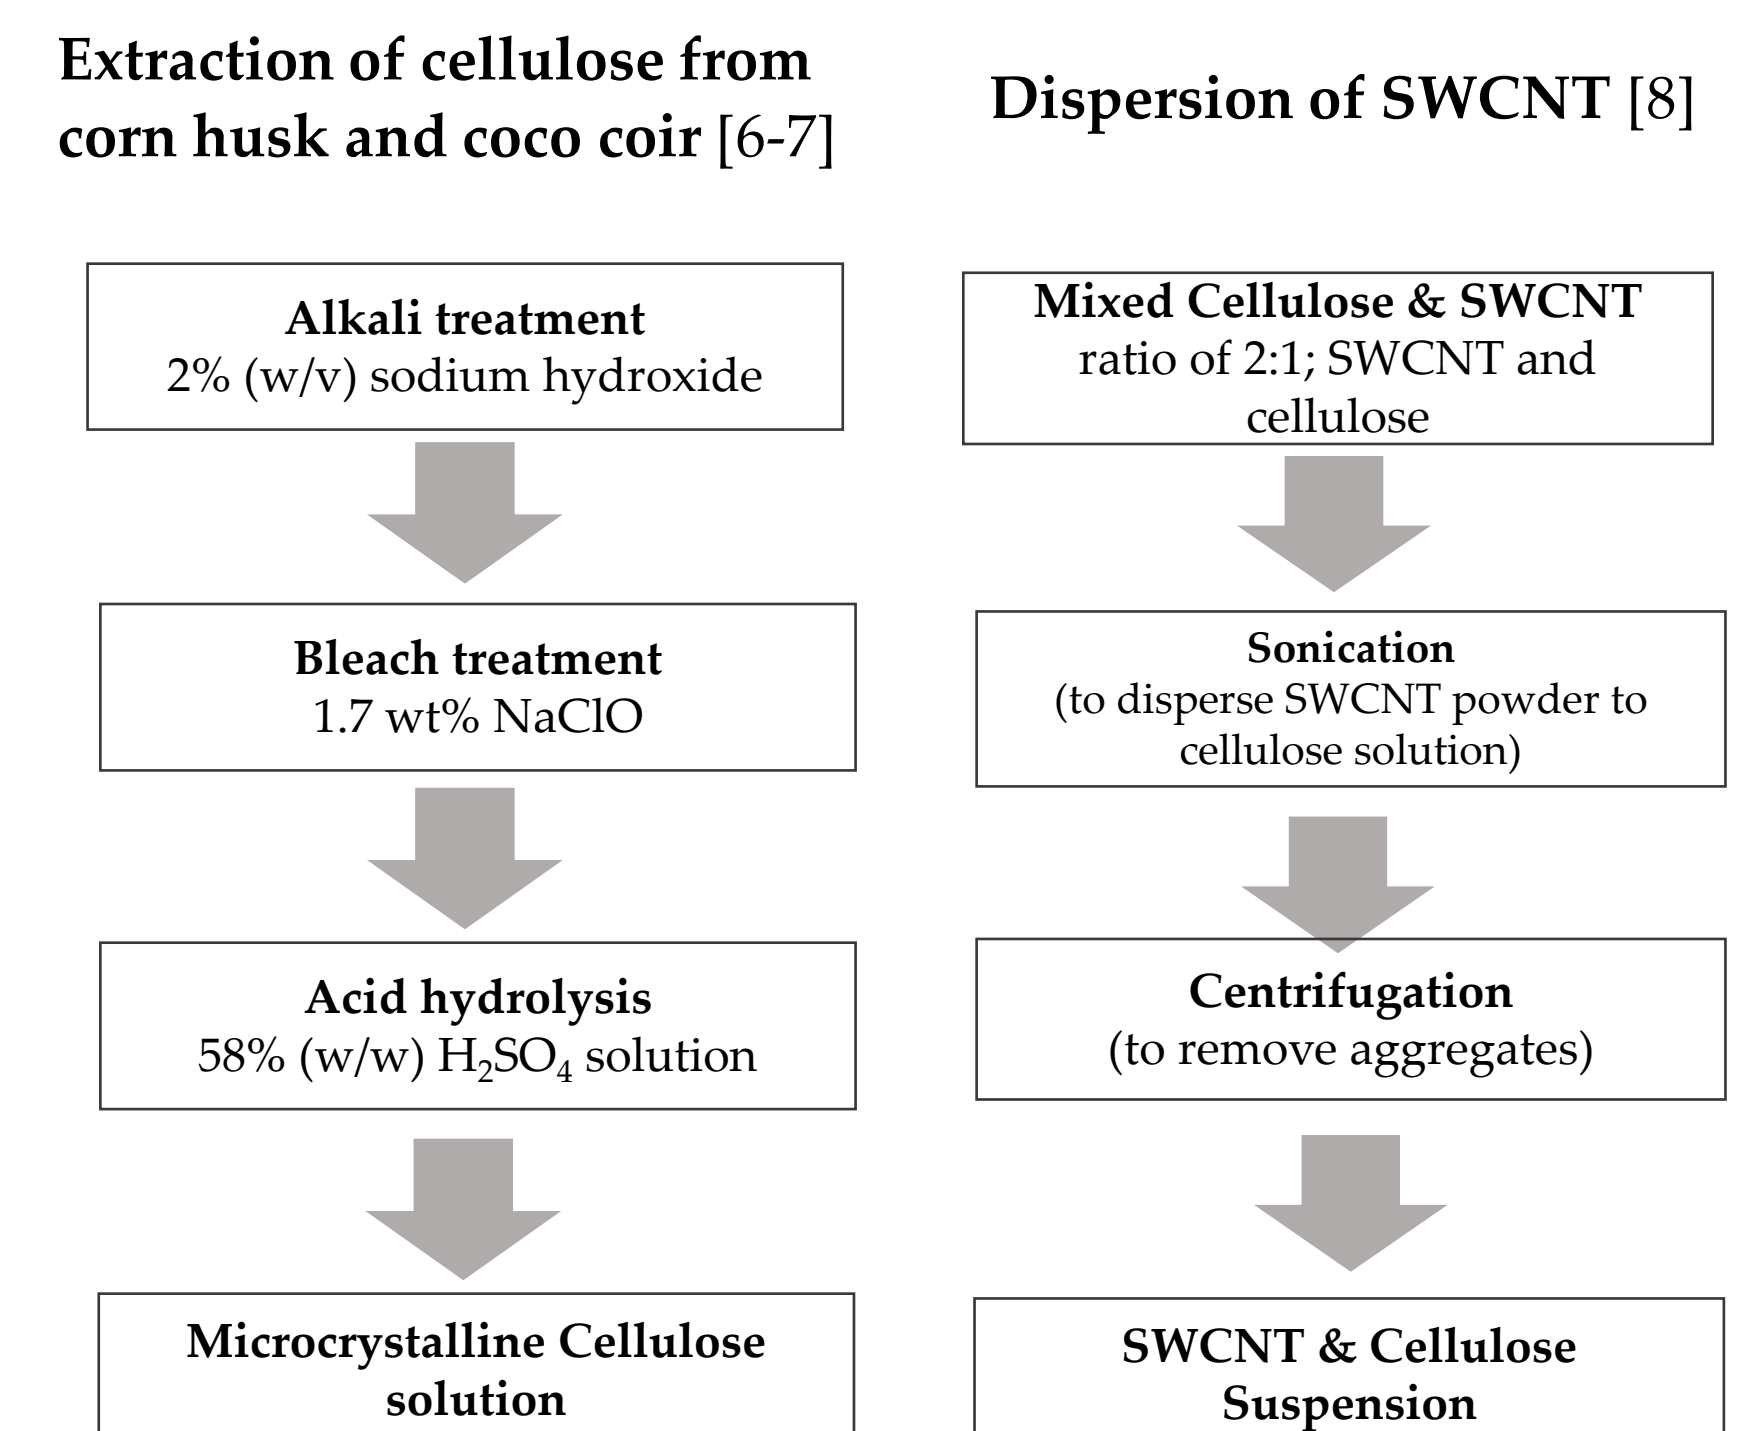 Extraction of cellulose from
corn husk and coco coir [6-7]
Alkali treatment
2% (w/v) sodium hydroxide
Bleach treatment
1.7 wt% NaClO
Acid hydrolysis
58% (w/w) H₂SO₄ solution
Microcrystalline Cellulose
solution
Dispersion of SWCNT [8]
Mixed Cellulose & SWCNT
ratio of 2:1; SWCNT and
cellulose
Sonication
(to disperse SWCNT powder to
cellulose solution)
Centrifugation
(to remove aggregates)
SWCNT & Cellulose
Suspension